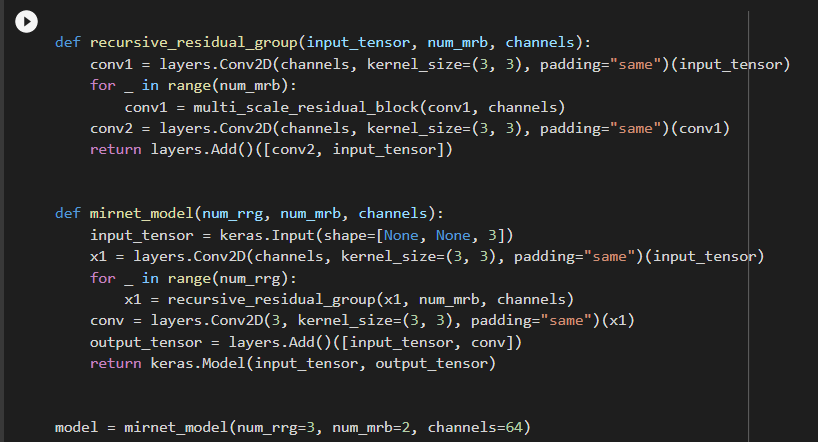 def recursive_residual_group(input_tensor, num_mrb, channels):
    conv1 = layers.Conv2D(channels, kernel_size=(3, 3), padding="same")(input_tensor)
    for _ in range(num_mrb):
        conv1 = multi_scale_residual_block(conv1, channels)
    conv2 = layers.Conv2D(channels, kernel_size=(3, 3), padding="same")(conv1)
    return layers.Add()([conv2, input_tensor])
def mirnet_model(num_rrg, num_mrb, channels):
    input_tensor = keras.Input(shape=[None, None, 3])
    x1 = layers.Conv2D(channels, kernel_size=(3, 3), padding="same")(input_tensor)
    for _ in range(num_rrg):
        x1 = recursive_residual_group(x1, num_mrb, channels)
    conv = layers.Conv2D(3, kernel_size=(3, 3), padding="same")(x1)
    output_tensor = layers.Add()([input_tensor, conv])
    return keras.Model(input_tensor, output_tensor)
model = mirnet_model(num_rrg=3, num_mrb=2, channels=64)